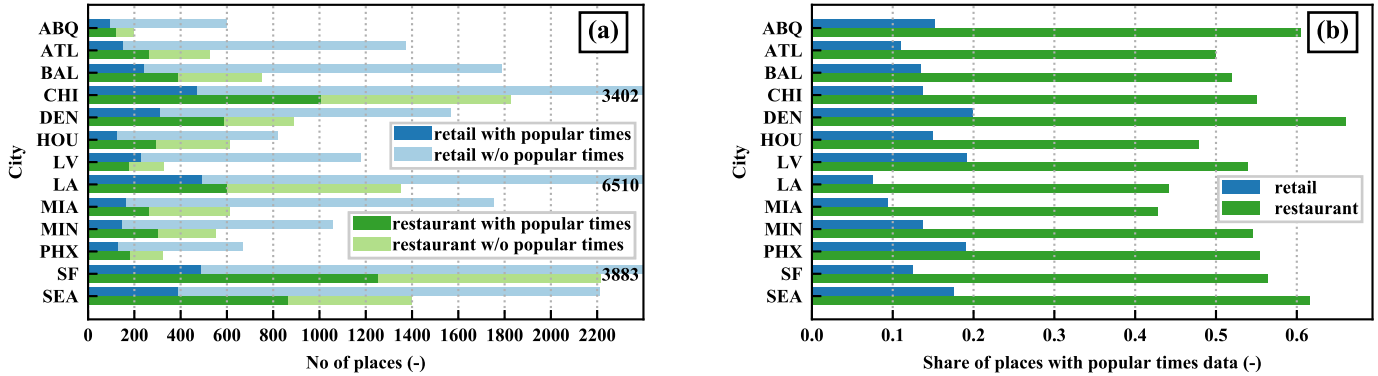 (a)
City
ABQ
ATL
BAL
CHI
DEN
HOU
LV
LA
MIA
MIN
PHX
SF
SEA
3402
6510
3883
retail with popular times
retail w/o popular times
restaurant with popular times
restaurant w/o popular times
0 200 400 600 800 1000 1200 1400 1600 1800 2000 2200
No of places (-)
(b)
City
ABQ
ATL
BAL
CHI
DEN
HOU
LV
LA
MIA
MIN
PHX
SF
SEA
retail
restaurant
0.0 0.1 0.2 0.3 0.4 0.5 0.6
Share of places with popular times data (-)